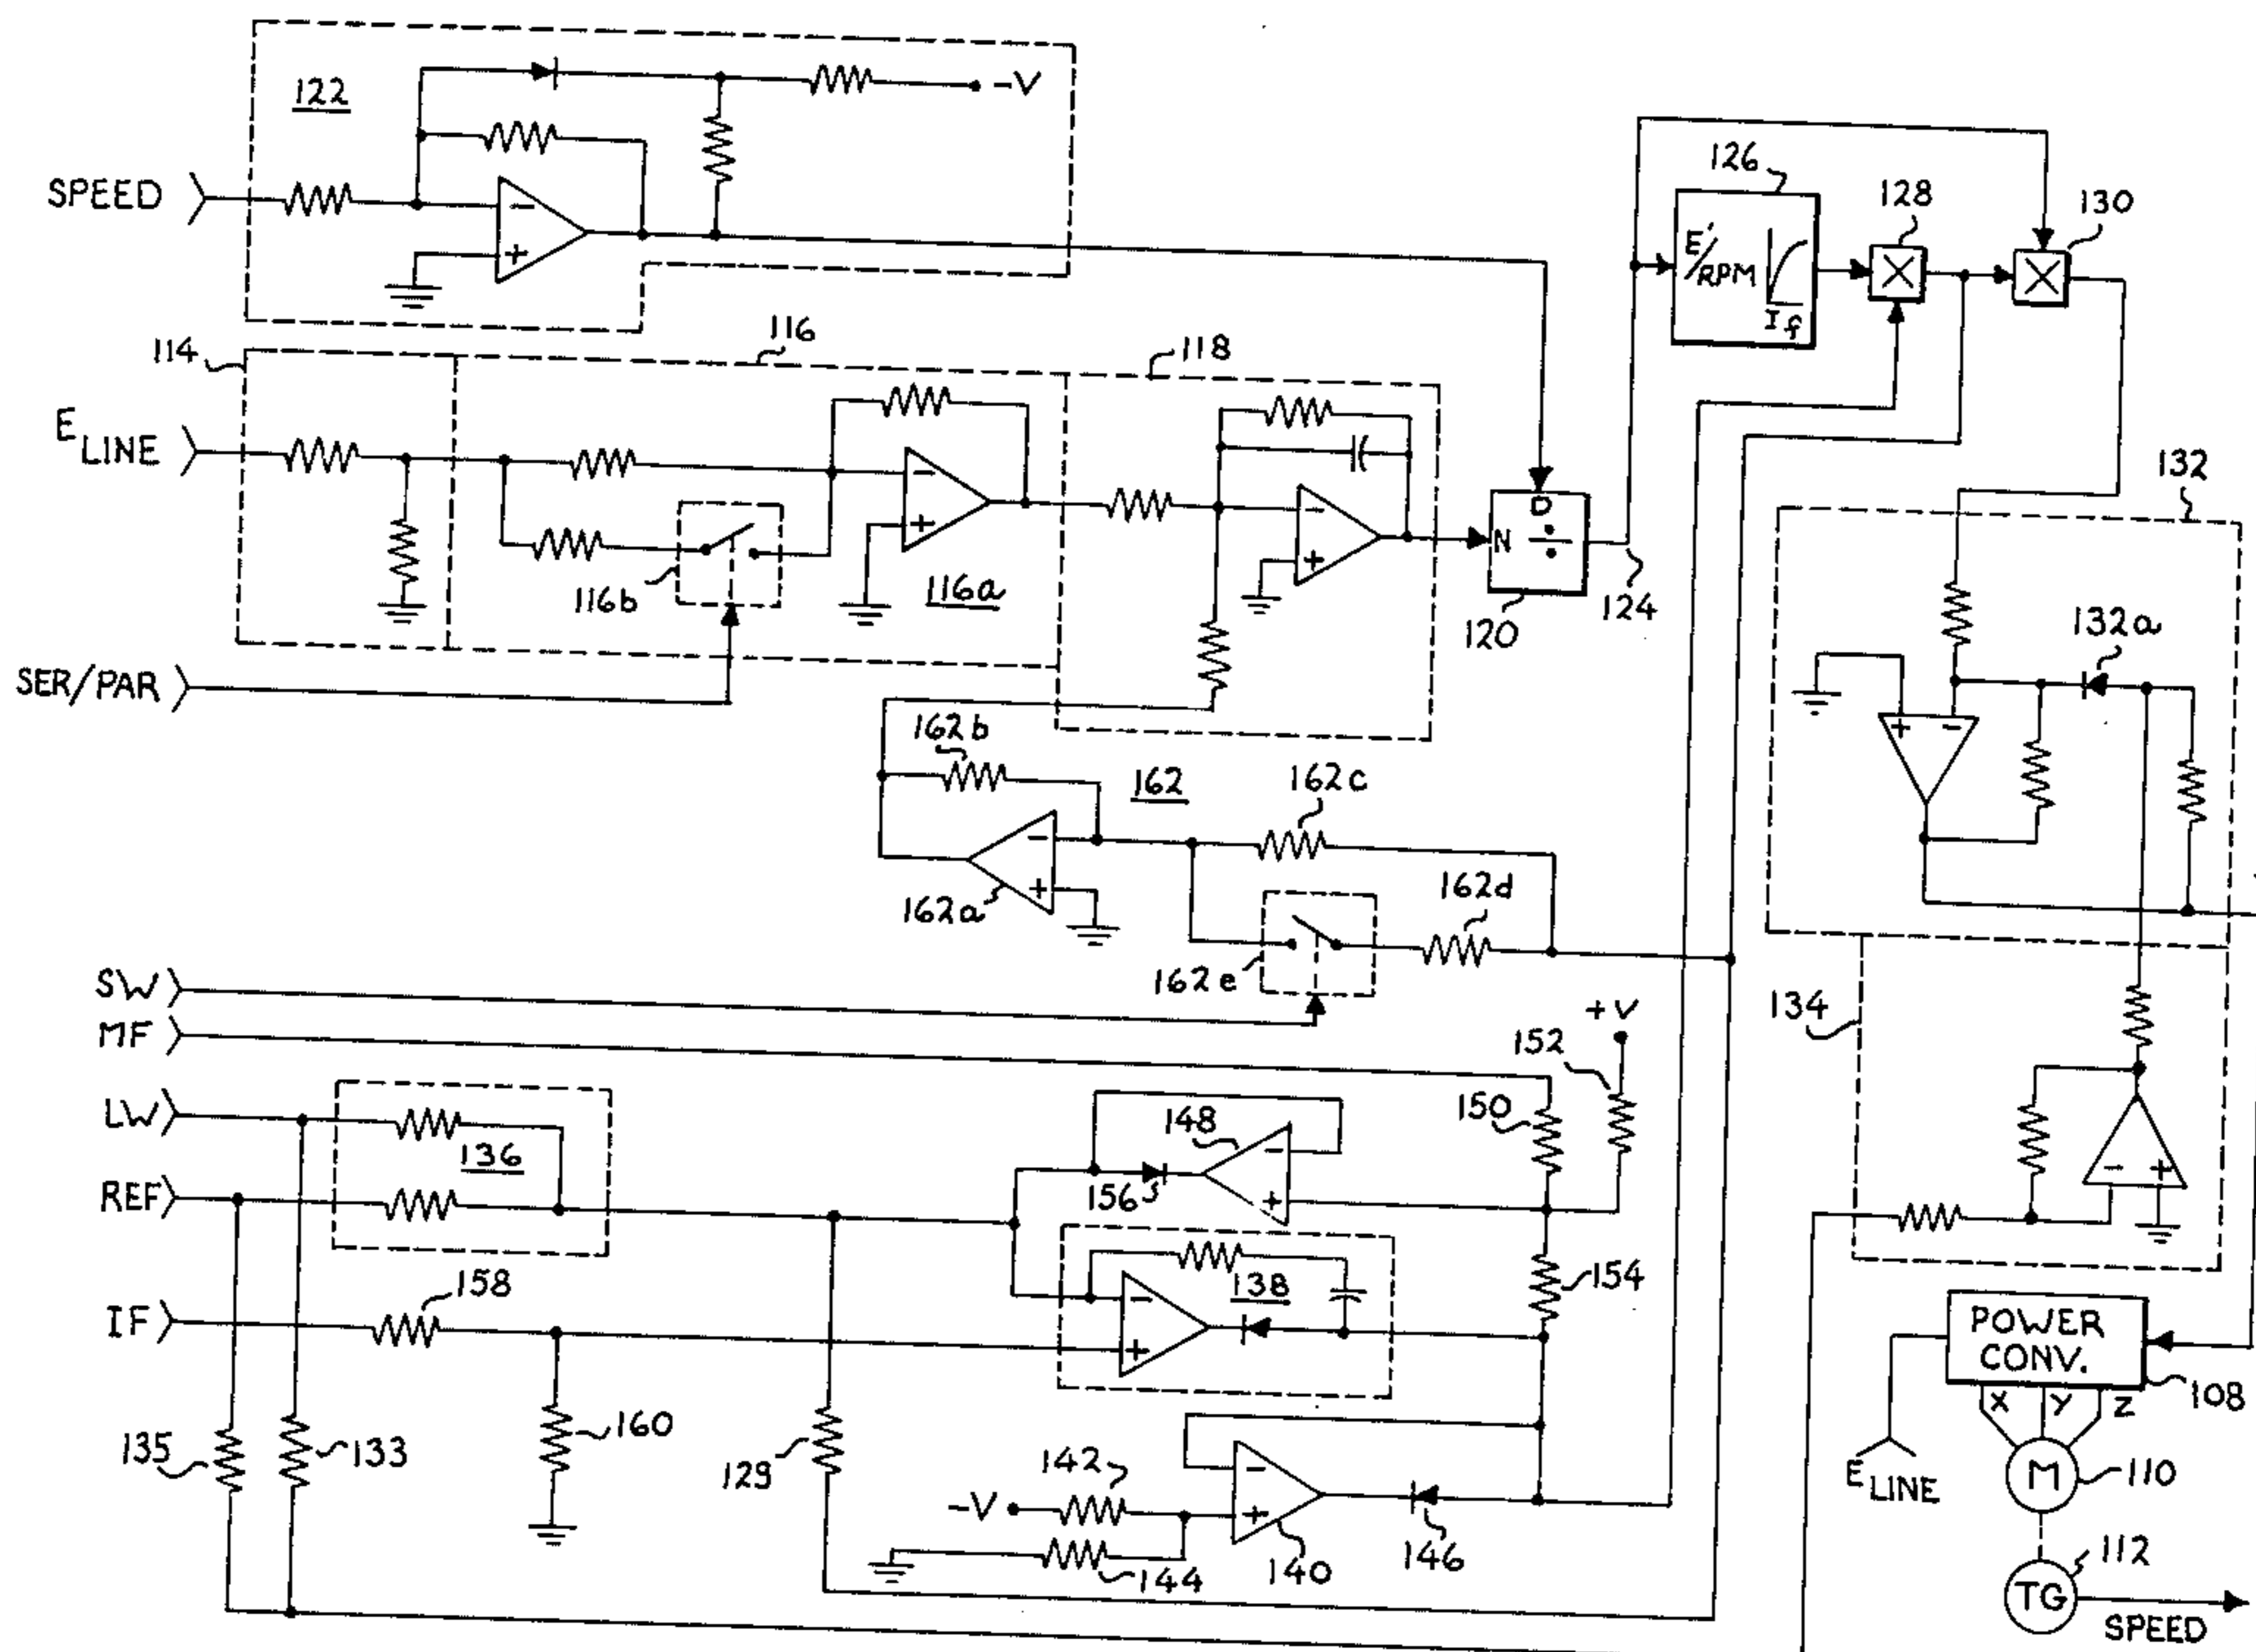 122
-V
SPEED
-
+
126
128
130
E'/RPM
If
X
X
114
116
118
E LINE
-
+
-
+
116b
116a
D
N
÷
120
124
132
132a
+
-
SER/PAR
162b
162
162c
-
+
162a
162d
162e
SW
MF
+V
152
134
LW
136
148
-
+
150
REF
156
-
+
158
138
154
IF
-
+
POWER
CONV.
X
Y
Z
108
135
133
160
129
142
-V
-
+
144
140
146
E LINE
M
110
TG
112
SPEED